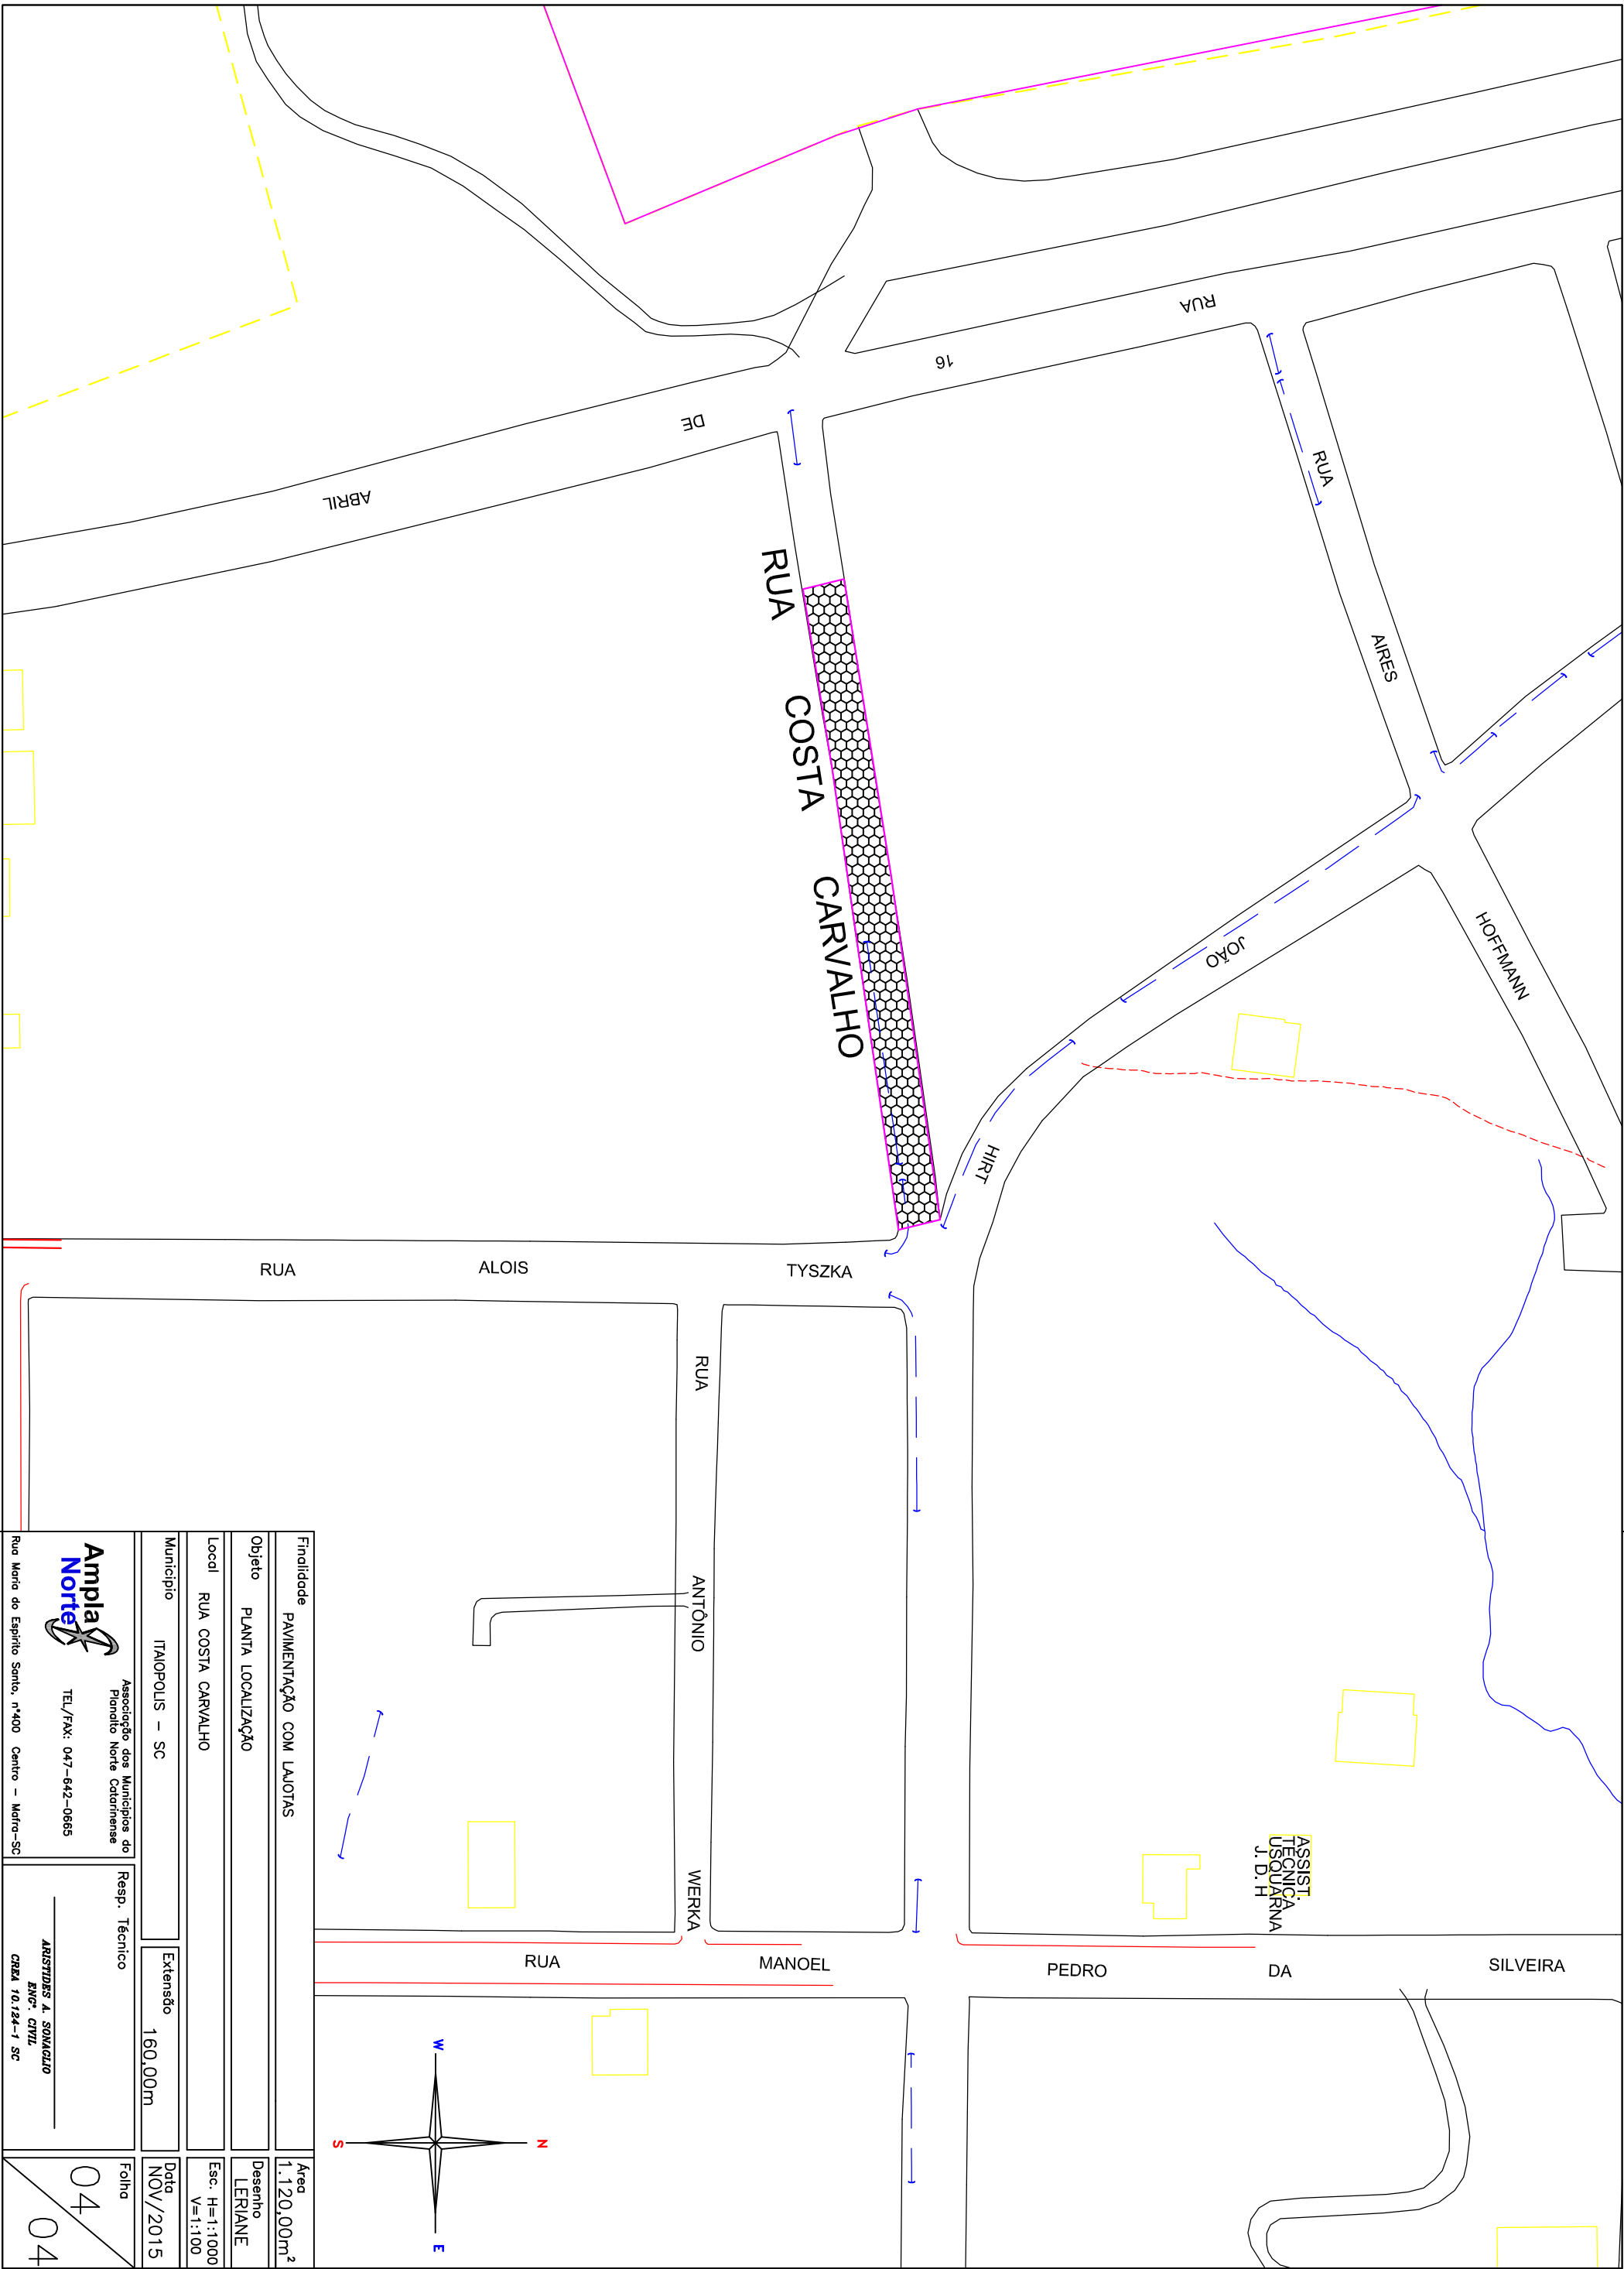 RUA
16
DE
ABRIL
RUA
AIRES
HOFFMANN
JOÃO
HIRT
RUA COSTA CARVALHO
RUA ALOIS TYSZKA
RUA ANTÔNIO WERKA
RUA MANOEL PEDRO DA SILVEIRA
ASSIST.
TECNICA
USQUARNA
J. D. H
N
W
E
S
Finalidade
PAVIMENTAÇÃO COM LAJOTAS
Área
1.120,00m²
Objeto
PLANTA LOCALIZAÇÃO
Desenho
LERIANE
Local
RUA COSTA CARVALHO
Esc. H=1:1000
V=1:100
Municipio
ITAIOPOLIS - SC
Extensão
160,00m
Data
NOV/2015
Ampla
Norte
Associação dos Municipios do
Planalto Norte Catarinense
TEL/FAX: 047-642-0665
Rua Maria do Espirito Santo, n°400 Centro - Mafra-SC
Resp. Técnico
ARISTIDES A. SONAGLIO
ENG°. CIVIL
CREA 10.124-1 SC
Folha
04
04